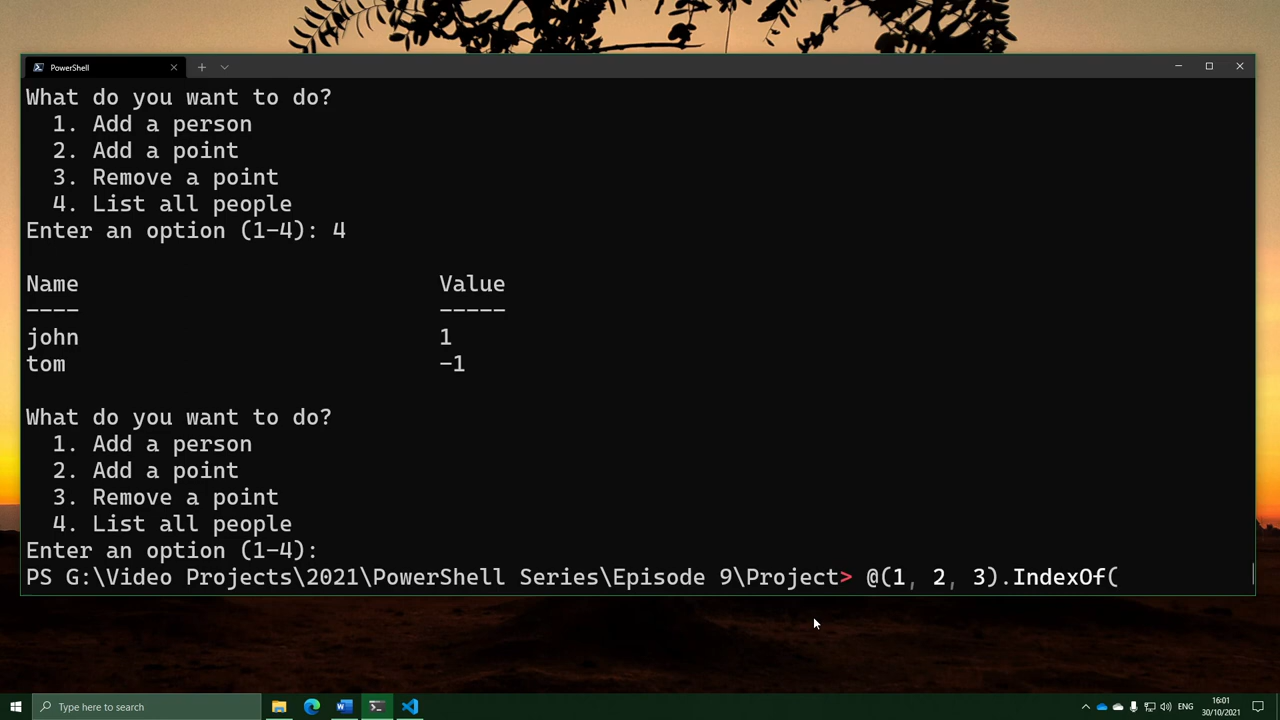 PowerShell
What do you want to do?
1. Add a person
2. Add a point
3. Remove a point
4. List all people
Enter an option (1-4): 4
Name Value
---- -----
john 1
tom -1
What do you want to do?
1. Add a person
2. Add a point
3. Remove a point
4. List all people
Enter an option (1-4):
PS G:\Video Projects\2021\PowerShell Series\Episode 9\Project> @(1, 2, 3).IndexOf(
Type here to search
ENG
16:01
30/10/2021